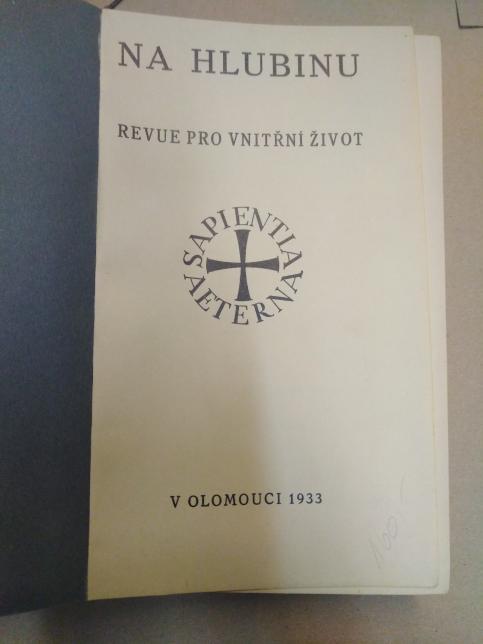 NA HLUBINU
REVUE PRO VNITŘNÍ ŽIVOT
SAPIENTIA
AETERNA
V OLOMOUCI 1933
100,-